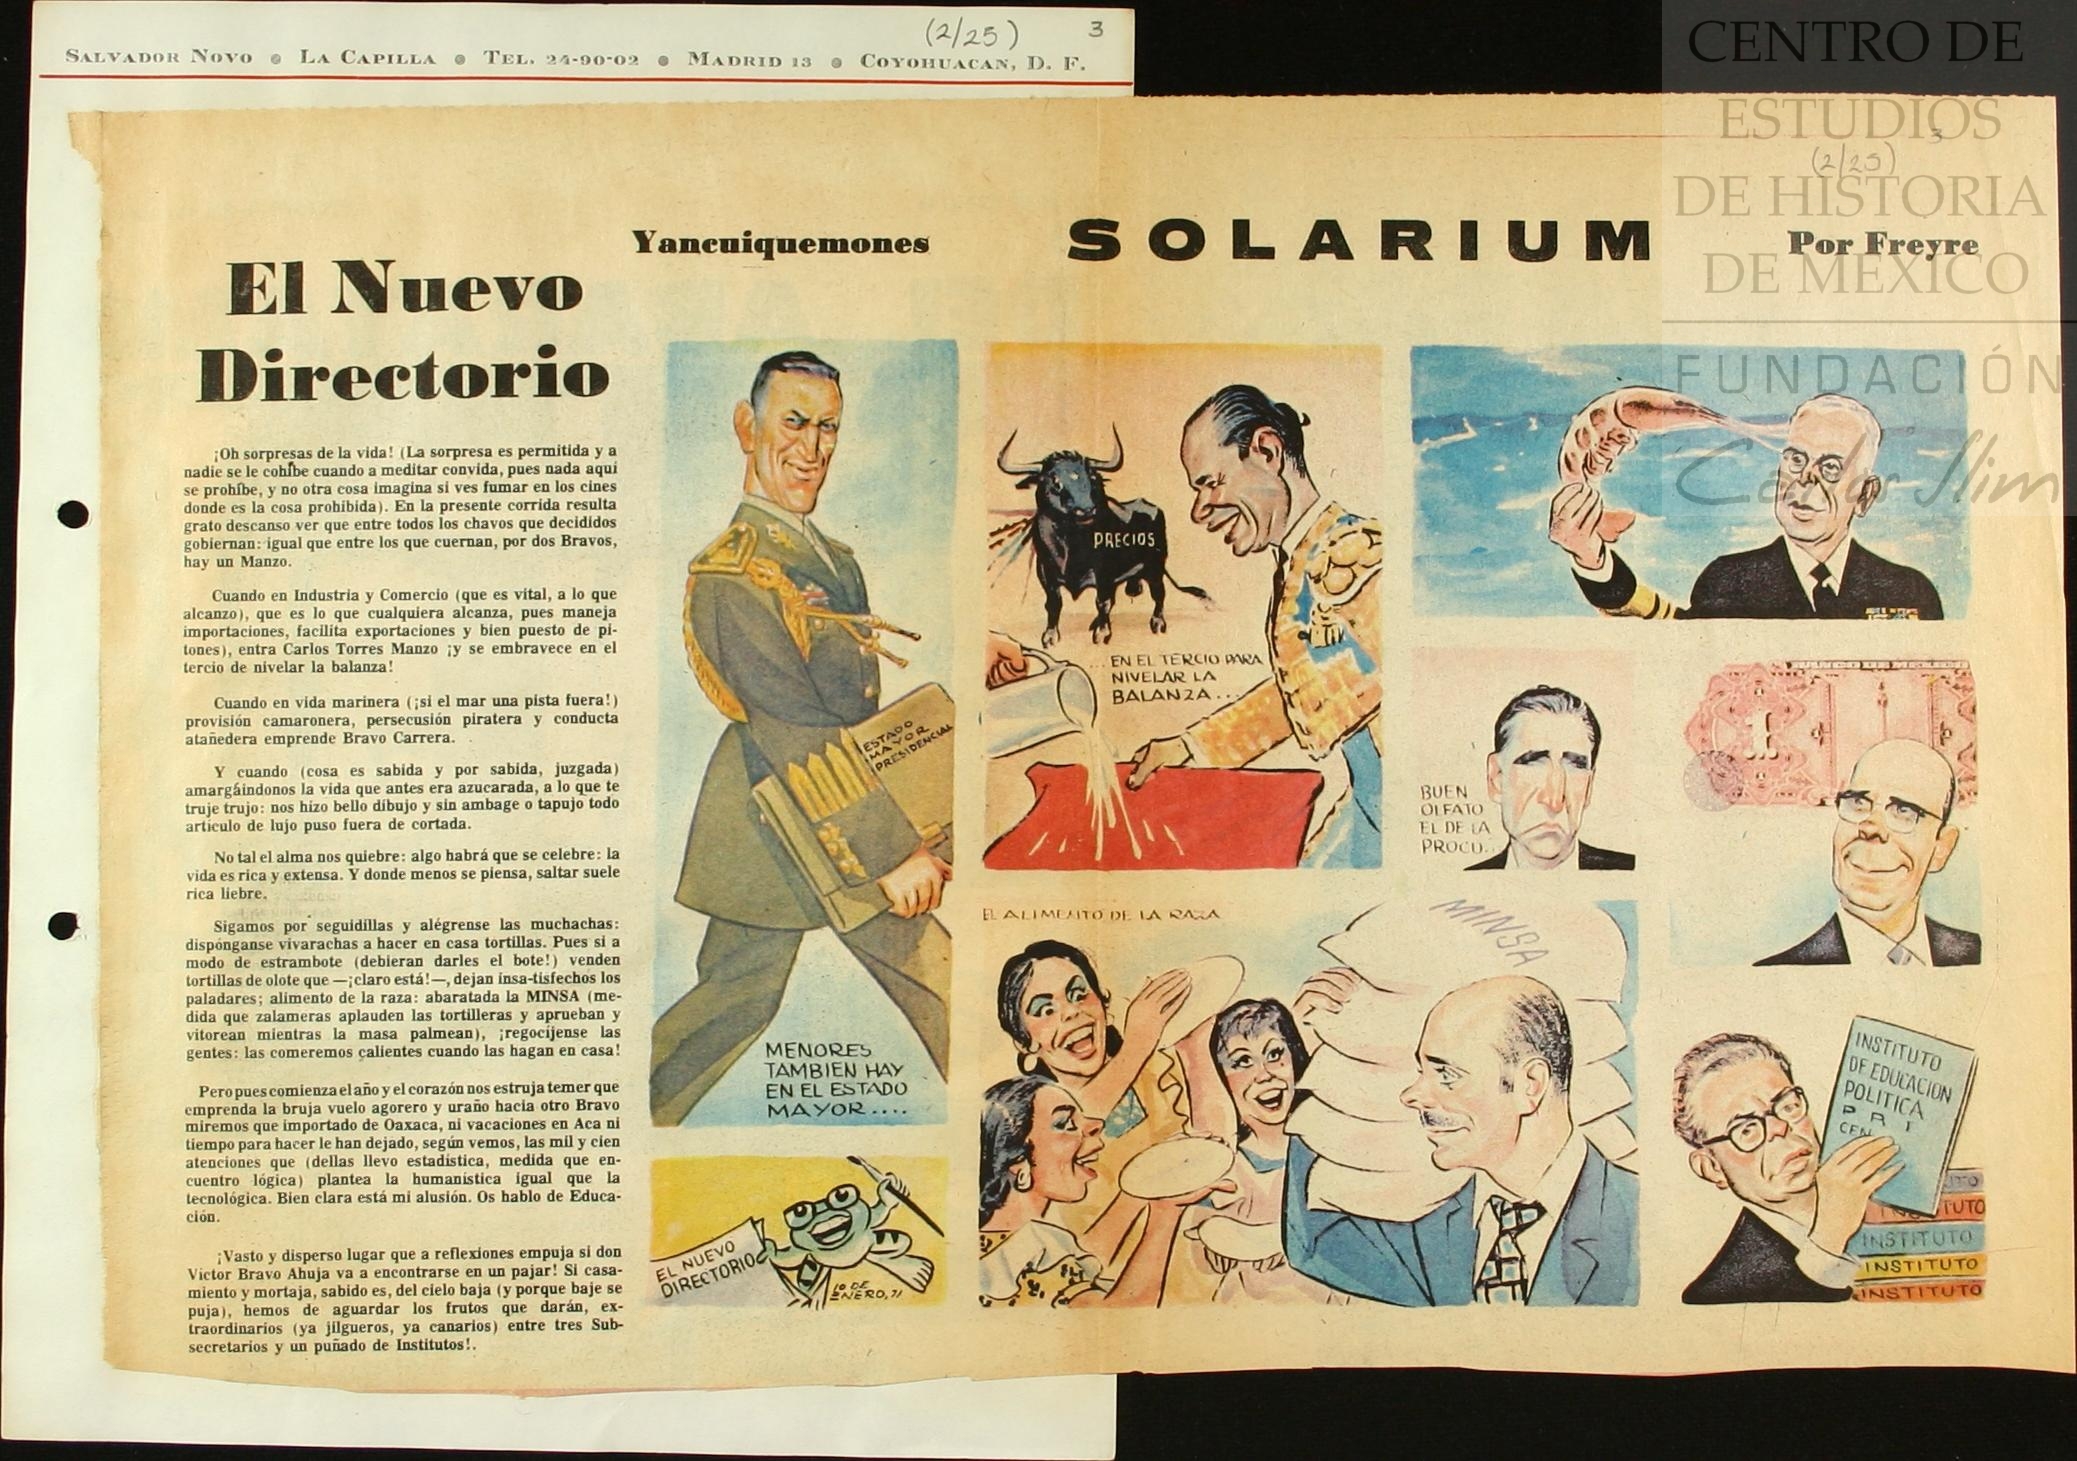 (2/25) 3
SALVADOR NOVO • LA CAPILLA • TEL. 24-90-02 • MADRID 13 • COYOHUACAN, D. F.
CENTRO DE
ESTUDIOS
DE HISTORIA
DE MÉXICO
FUNDACIÓN
Carlos Slim
3
(2/25)
Yancuiquemones
SOLARIUM
Por Freyre
El Nuevo
Directorio
¡Oh sorpresas de la vida! (La sorpresa es permitida y a
nadie se le cohíbe cuando a meditar convida, pues nada aquí
se prohíbe, y no otra cosa imagina si ves fumar en los cines
donde es la cosa prohibida). En la presente corrida resulta
grato descanso ver que entre todos los chavos que decididos
gobiernan: igual que entre los que cuernan, por dos Bravos,
hay un Manzo.
Cuando en Industria y Comercio (que es vital, a lo que
alcanzo), que es lo que cualquiera alcanza, pues maneja
importaciones, facilita exportaciones y bien puesto de pi-
tones), entra Carlos Torres Manzo ¡y se embravece en el
tercio de nivelar la balanza!
Cuando en vida marinera (¡si el mar una pista fuera!)
provisión camaronera, persecusión piratera y conducta
atañedera emprende Bravo Carrera.
Y cuando (cosa es sabida y por sabida, juzgada)
amargáindonos la vida que antes era azucarada, a lo que te
truje trujo: nos hizo bello dibujo y sin ambage o tapujo todo
artículo de lujo puso fuera de cortada.
No tal el alma nos quiebre: algo habrá que se celebre: la
vida es rica y extensa. Y donde menos se piensa, saltar suele
rica liebre.
Sigamos por seguidillas y alégrense las muchachas:
dispónganse vivarachas a hacer en casa tortillas. Pues si a
modo de estrambote (debieran darles el bote!) venden
tortillas de olote que —¡claro está!—, dejan insa-tisfechos los
paladares; alimento de la raza: abaratada la MINSA (me-
dida que zalameras aplauden las tortilleras y aprueban y
vitorean mientras la masa palmean), ¡regocíjense las
gentes: las comeremos calientes cuando las hagan en casa!
Pero pues comienza el año y el corazón nos estruja temer que
emprenda la bruja vuelo agorero y uraño hacia otro Bravo
miremos que importado de Oaxaca, ni vacaciones en Aca ni
tiempo para hacer le han dejado, según vemos, las mil y cien
atenciones que (dellas llevo estadística, medida que en-
cuentro lógica) plantea la humanística igual que la
tecnológica. Bien clara está mi alusión. Os hablo de Educa-
ción.
¡Vasto y disperso lugar que a reflexiones empuja si don
Víctor Bravo Ahuja va a encontrarse en un pajar! Si casa-
miento y mortaja, sabido es, del cielo baja (y porque baje se
puja), hemos de aguardar los frutos que darán, ex-
traordinarios (ya jilgueros, ya canarios) entre tres Sub-
secretarios y un puñado de Institutos!.
ESTADO
MAYOR
PRESIDENCIAL
MENORES
TAMBIEN HAY
EN EL ESTADO
MAYOR....
EL NUEVO
DIRECTORIO
10 DE
ENERO, 71
PRECIOS
...EN EL TERCIO PARA
NIVELAR LA
BALANZA...
BUEN
OLFATO
EL DE LA
PROCU..
BANCO DE MEXICO
1
EL ALIMENTO DE LA RAZA
MINSA
INSTITUTO
DE EDUCACION
POLITICA
P R I
CEN
INSTITUTO
INSTITUTO
INSTITUTO